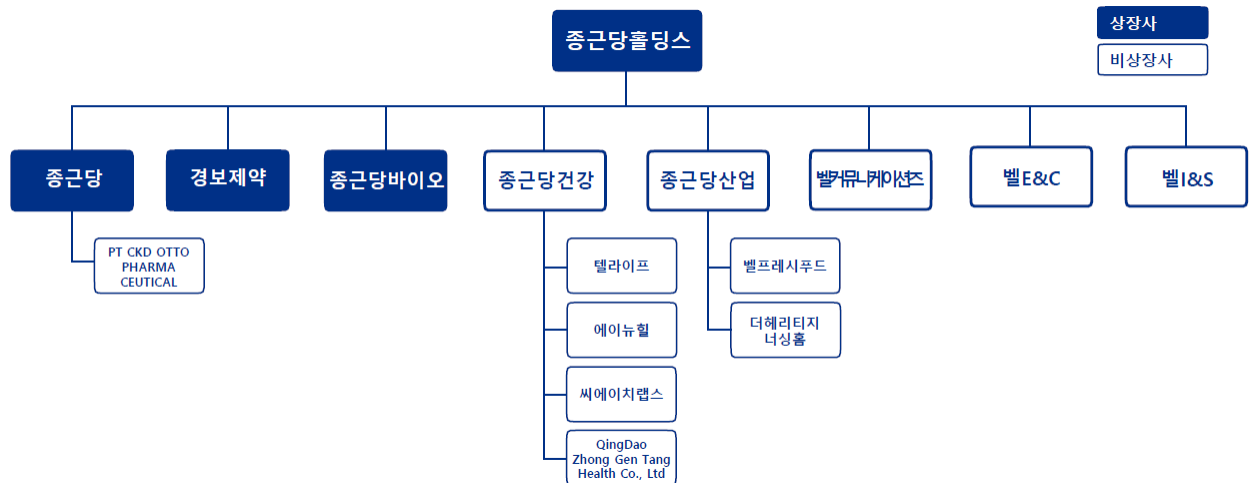 종근당홀딩스
상장사
비상장사
종근당
경보제약
종근당바이오
종근당건강
종근당산업
벨커뮤니케이션즈
벨E&C
벨I&S
PT CKD OTTO
PHARMA
CEUTICAL
텔라이프
벨프레시푸드
에이뉴힐
더헤리티지
너싱홈
씨에이치랩스
QingDao
Zhong Gen Tang
Health Co., Ltd